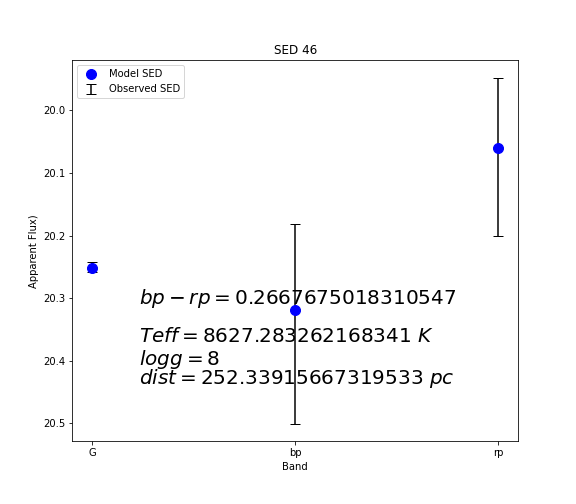 SED 46
Model SED
Observed SED
20.0
20.1
20.2
20.3
20.4
20.5
Apparent Flux)
bp − rp = 0.2667675018310547
Teff = 8627.283262168341 K
logg = 8
dist = 252.33915667319533 pc
G bp rp
Band